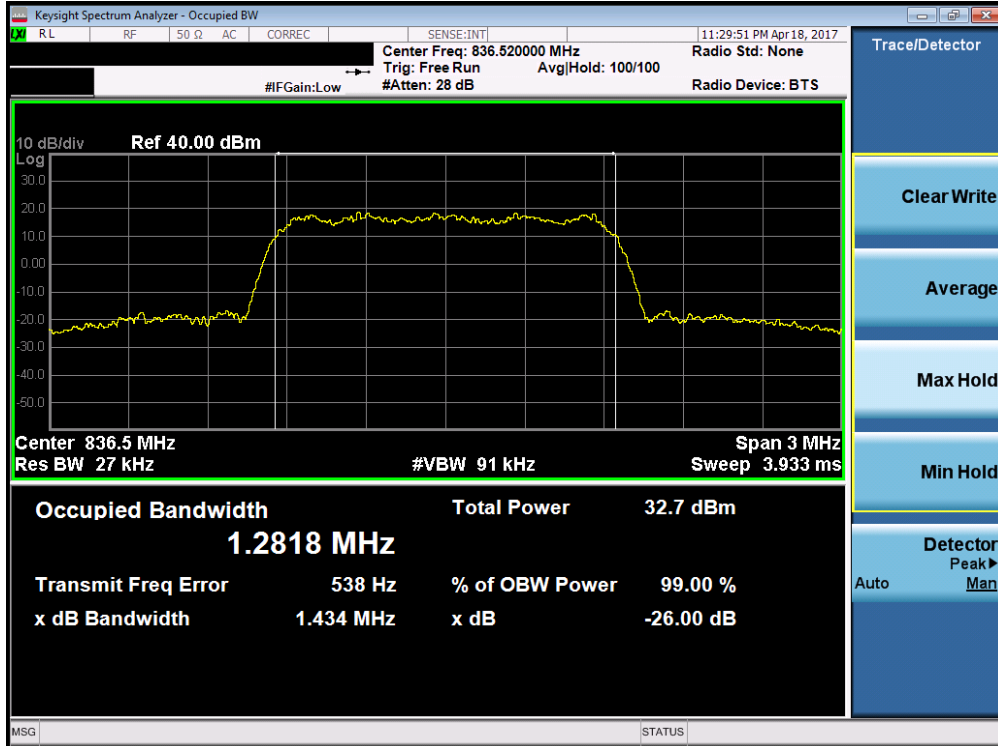 Keysight Spectrum Analyzer - Occupied BW
LXI RL RF 50 Ω AC CORREC SENSE:INT 11:29:51 PM Apr 18, 2017
Center Freq: 836.520000 MHz Radio Std: None
Trig: Free Run Avg|Hold: 100/100
#IFGain:Low #Atten: 28 dB Radio Device: BTS
Trace/Detector
10 dB/div Ref 40.00 dBm
Log
30.0
20.0
10.0
0.00
-10.0
-20.0
-30.0
-40.0
-50.0
Center 836.5 MHz Span 3 MHz
Res BW 27 kHz #VBW 91 kHz Sweep 3.933 ms
Occupied Bandwidth Total Power 32.7 dBm
1.2818 MHz
Transmit Freq Error 538 Hz % of OBW Power 99.00 %
x dB Bandwidth 1.434 MHz x dB -26.00 dB
Clear Write
Average
Max Hold
Min Hold
Detector
Peak▶
Auto Man
MSG STATUS